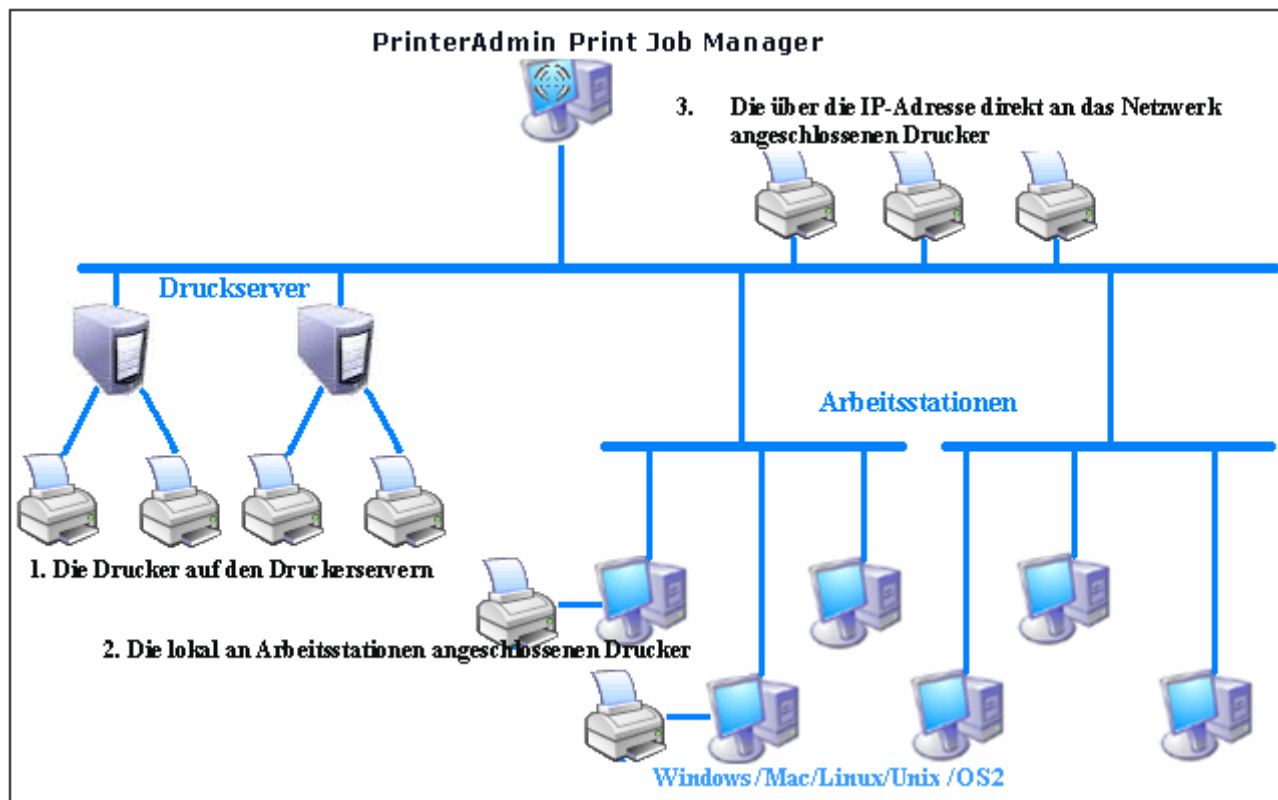 PrinterAdmin Print Job Manager
3. Die über die IP-Adresse direkt an das Netzwerk
angeschlossenen Drucker
Druckserver
Arbeitsstationen
1. Die Drucker auf den Druckerservern
2. Die lokal an Arbeitsstationen angeschlossenen Drucker
Windows/Mac/Linux/Unix /OS2